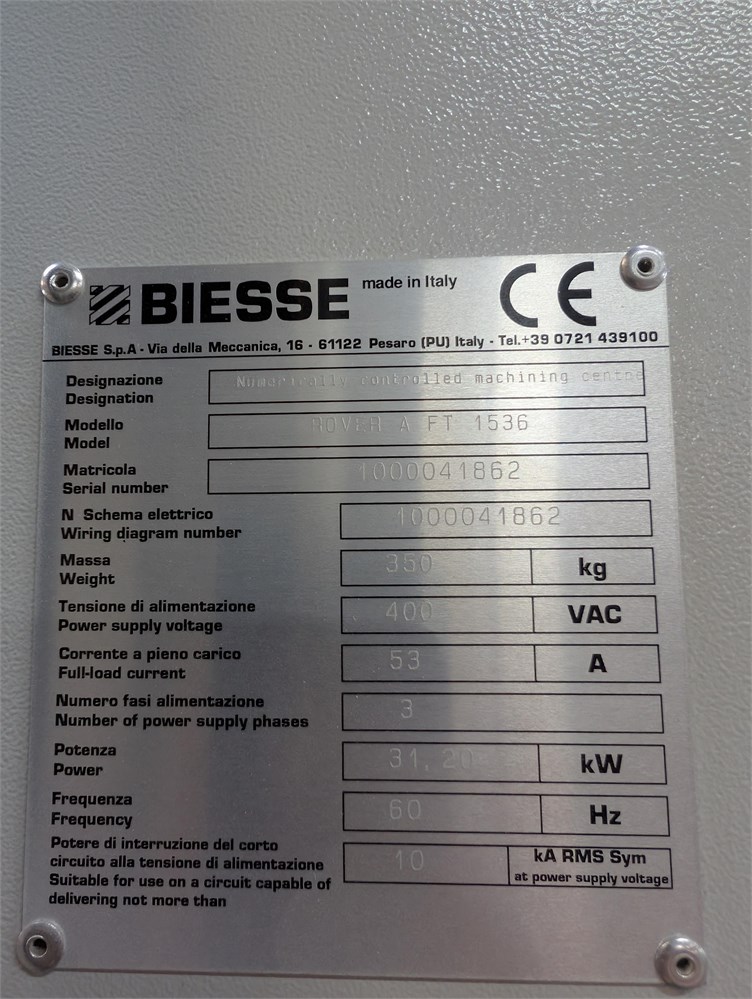 BIESSE made in Italy CE
BIESSE S.p.A - Via della Meccanica, 16 - 61122 Pesaro (PU) Italy - Tel.+39 0721 439100
Designazione
Designation
Numerically controlled machining centre
Modello
Model
ROVER A FT 1536
Matricola
Serial number
1000041862
N Schema elettrico
Wiring diagram number
1000041862
Massa
Weight
350 kg
Tensione di alimentazione
Power supply voltage
400 VAC
Corrente a pieno carico
Full-load current
53 A
Numero fasi alimentazione
Number of power supply phases
3
Potenza
Power
31,20 kW
Frequenza
Frequency
60 Hz
Potere di interruzione del corto
circuito alla tensione di alimentazione
Suitable for use on a circuit capable of
delivering not more than
10 kA RMS Sym
at power supply voltage